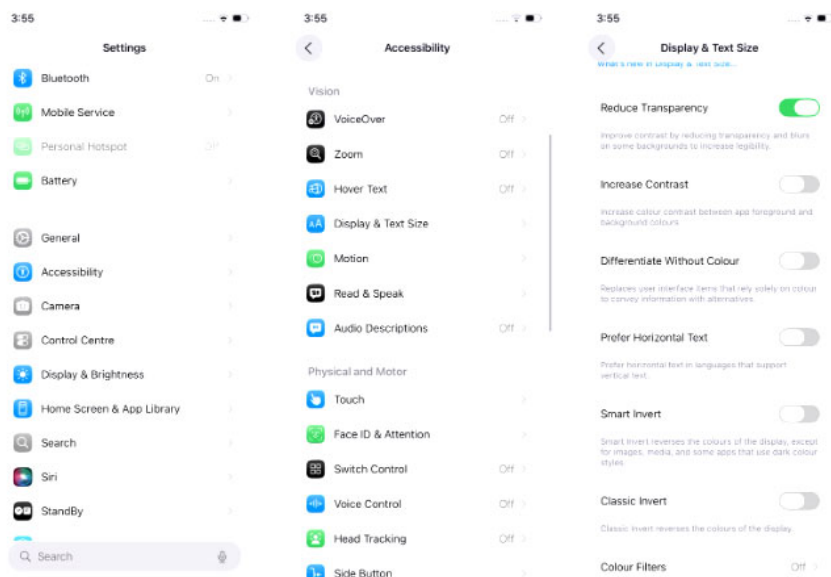 3:55
Settings
Bluetooth On
Mobile Service
Personal Hotspot Off
Battery
General
Accessibility
Camera
Control Centre
Display & Brightness
Home Screen & App Library
Search
Siri
StandBy
Search
3:55
Accessibility
Vision
VoiceOver Off
Zoom Off
Hover Text Off
Display & Text Size
Motion
Read & Speak
Audio Descriptions Off
Physical and Motor
Touch
Face ID & Attention
Switch Control Off
Voice Control Off
Head Tracking Off
Side Button
3:55
Display & Text Size
What's new in Display & Text Size...
Reduce Transparency
Improve contrast by reducing transparency and blurs
on some backgrounds to increase legibility.
Increase Contrast
Increase colour contrast between app foreground and
background colours.
Differentiate Without Colour
Replaces user interface items that rely solely on colour
to convey information with alternatives.
Prefer Horizontal Text
Prefer horizontal text in languages that support
vertical text.
Smart Invert
Smart Invert reverses the colours of the display, except
for images, media, and some apps that use dark colour
styles.
Classic Invert
Classic Invert reverses the colours of the display.
Colour Filters Off